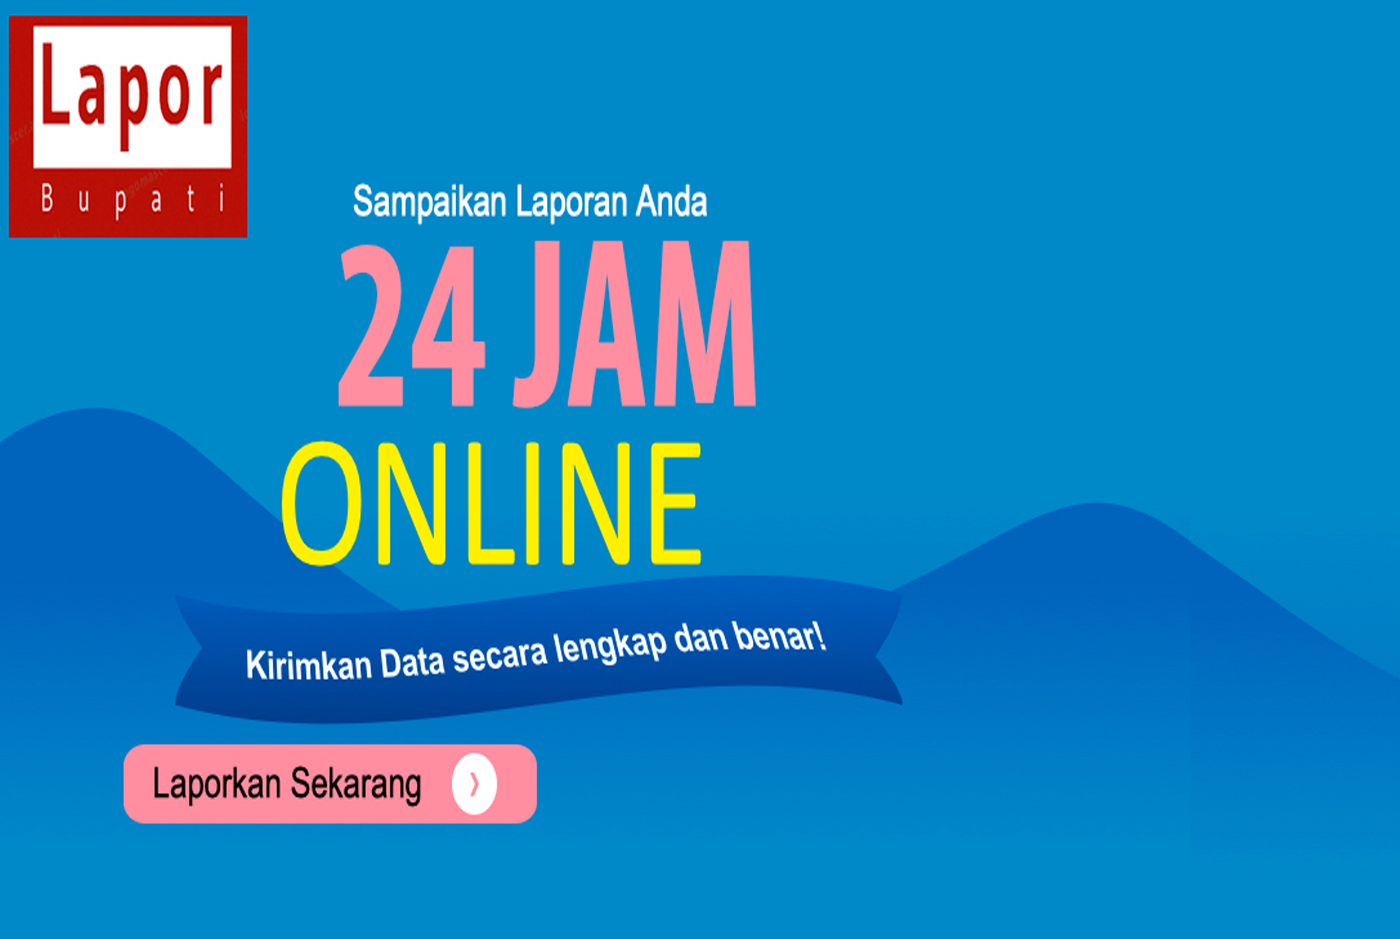 Lapor
Bupati
Sampaikan Laporan Anda
24 JAM
ONLINE
Kirimkan Data secara lengkap dan benar!
Laporkan Sekarang